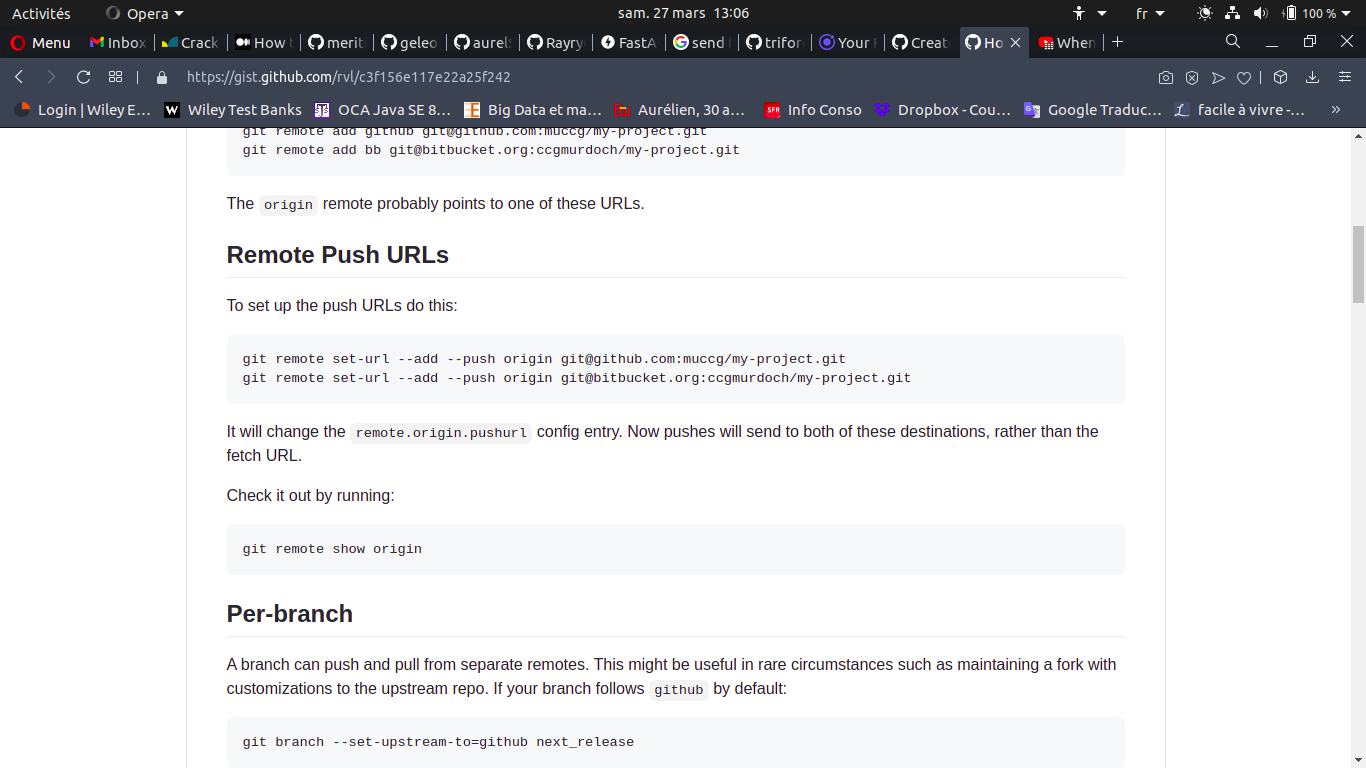 Activités Opera sam. 27 mars 13:06 fr 100 %
Menu Inbox Crack How t merit geleo aurelS Rayry FastA send f trifor Your F Create Ho When
https://gist.github.com/rvl/c3f156e117e22a25f242
Login | Wiley E… Wiley Test Banks OCA Java SE 8… Big Data et ma… Aurélien, 30 a… Info Conso Dropbox - Cou… Google Traduc… facile à vivre -… »
git remote add github git@github.com:muccg/my-project.git
git remote add bb git@bitbucket.org:ccgmurdoch/my-project.git
The origin remote probably points to one of these URLs.
Remote Push URLs
To set up the push URLs do this:
git remote set-url --add --push origin git@github.com:muccg/my-project.git
git remote set-url --add --push origin git@bitbucket.org:ccgmurdoch/my-project.git
It will change the remote.origin.pushurl config entry. Now pushes will send to both of these destinations, rather than the
fetch URL.
Check it out by running:
git remote show origin
Per-branch
A branch can push and pull from separate remotes. This might be useful in rare circumstances such as maintaining a fork with
customizations to the upstream repo. If your branch follows github by default:
git branch --set-upstream-to=github next_release